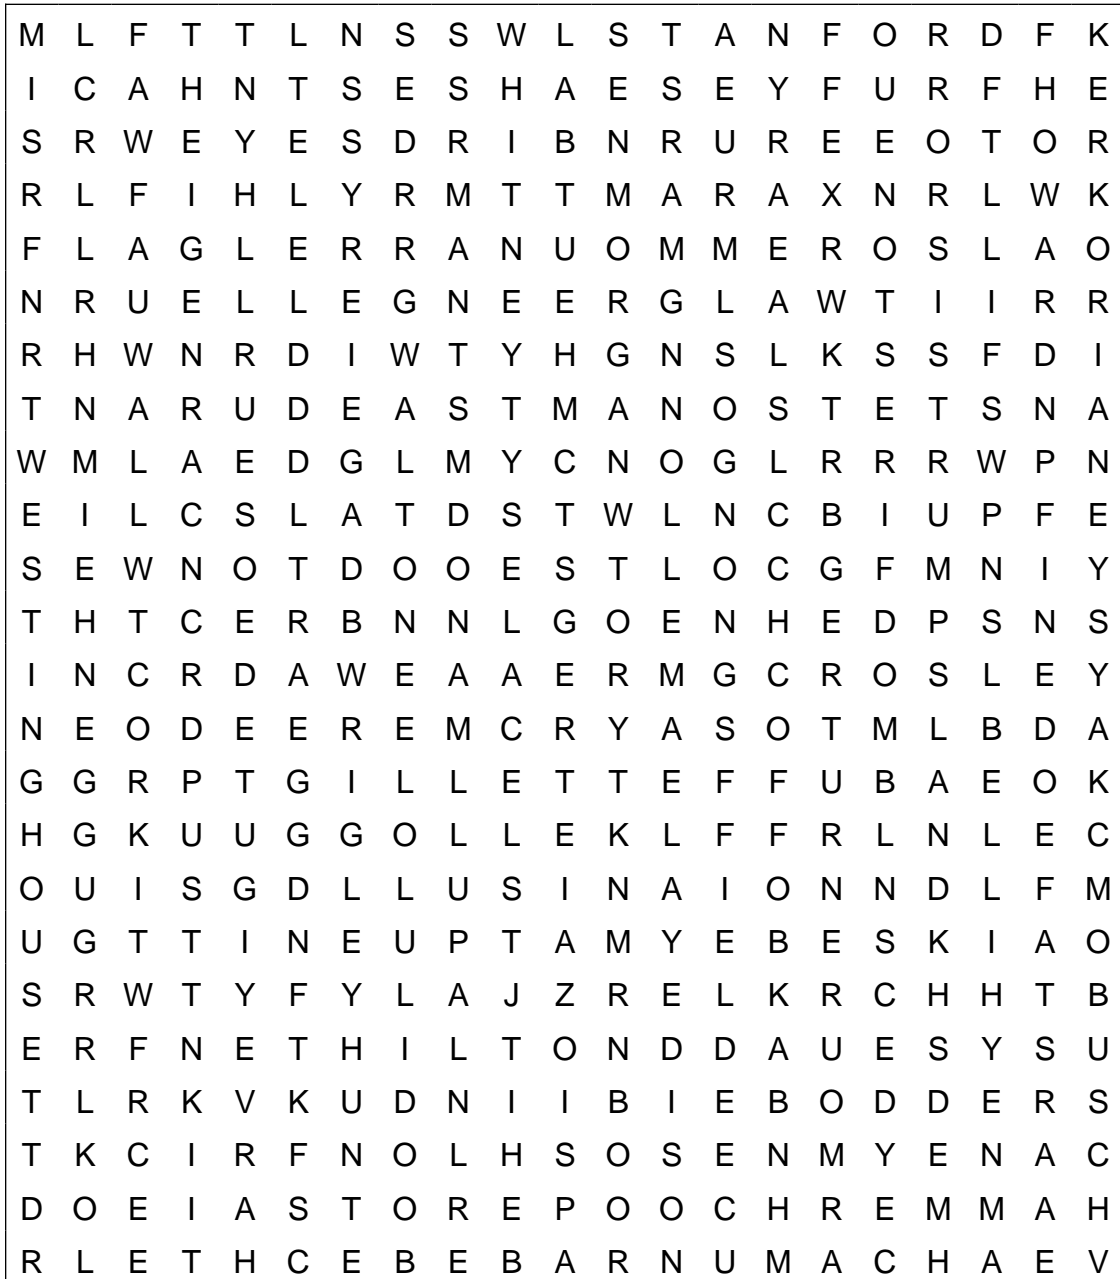 M L F T T L N S S W L S T A N F O R D F K
I C A H N T S E S H A E S E Y F U R F H E
S R W E Y E S D R I B N R U R E E O T O R
R L F I H L Y R M T T M A R A X N R L W K
F L A G L E R R A N U O M M E R O S L A O
N R U E L L E G N E E R G L A W T I I R R
R H W N R D I W T Y H G N S L K S S F D I
T N A R U D E A S T M A N O S T E T S N A
W M L A E D G L M Y C N O G L R R R W P N
E I L C S L A T D S T W L N C B I U P F E
S E W N O T D O O E S T L O C G F M N I Y
T H T C E R B N N L G O E N H E D P S N S
I N C R D A W E A A E R M G C R O S L E Y
N E O D E E R E M C R Y A S O T M L B D A
G G R P T G I L L E T T E F F U B A E O K
H G K U U G G O L L E K L F F R L N L E C
O U I S G D L L U S I N A I O N N D L F M
U G T T I N E U P T A M Y E B E S K I A O
S R W T Y F Y L A J Z R E L K R C H H T B
E R F N E T H I L T O N D D A U E S Y S U
T L R K V K U D N I I B I E B O D D E R S
T K C I R F N O L H S O S E N M Y E N A C
D O E I A S T O R E P O O C H R E M M A H
R L E T H C E B E B A R N U M A C H A E V